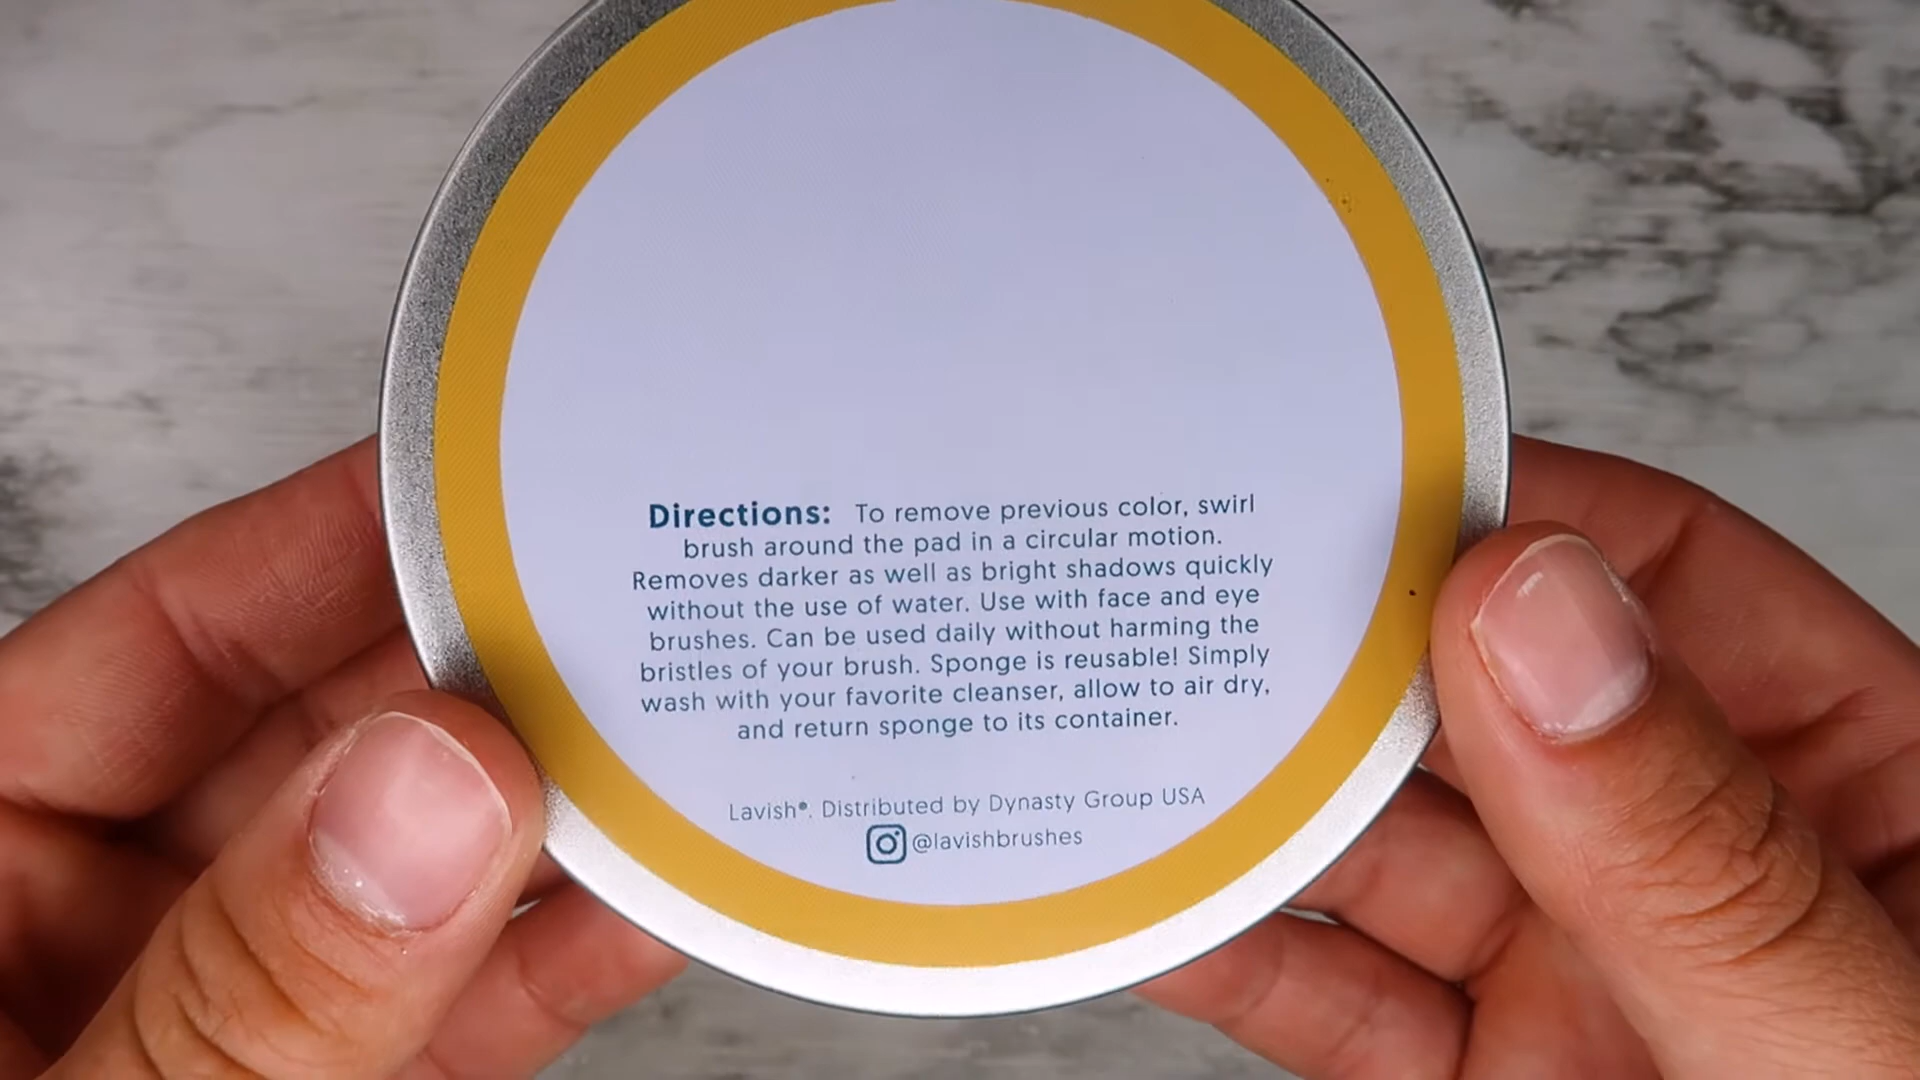 Directions: To remove previous color, swirl
brush around the pad in a circular motion.
Removes darker as well as bright shadows quickly
without the use of water. Use with face and eye
brushes. Can be used daily without harming the
bristles of your brush. Sponge is reusable! Simply
wash with your favorite cleanser, allow to air dry,
and return sponge to its container.
Lavish®. Distributed by Dynasty Group USA
@lavishbrushes